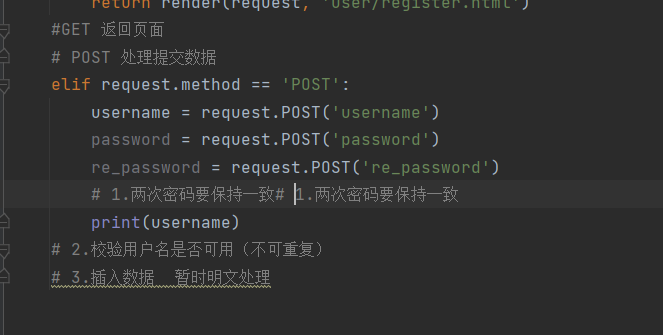 return render(request, 'user/register.html')
#GET 返回页面
# POST 处理提交数据
elif request.method == 'POST':
username = request.POST('username')
password = request.POST('password')
re_password = request.POST('re_password')
# 1.两次密码要保持一致# 1.两次密码要保持一致
print(username)
# 2.校验用户名是否可用（不可重复）
# 3.插入数据  暂时明文处理